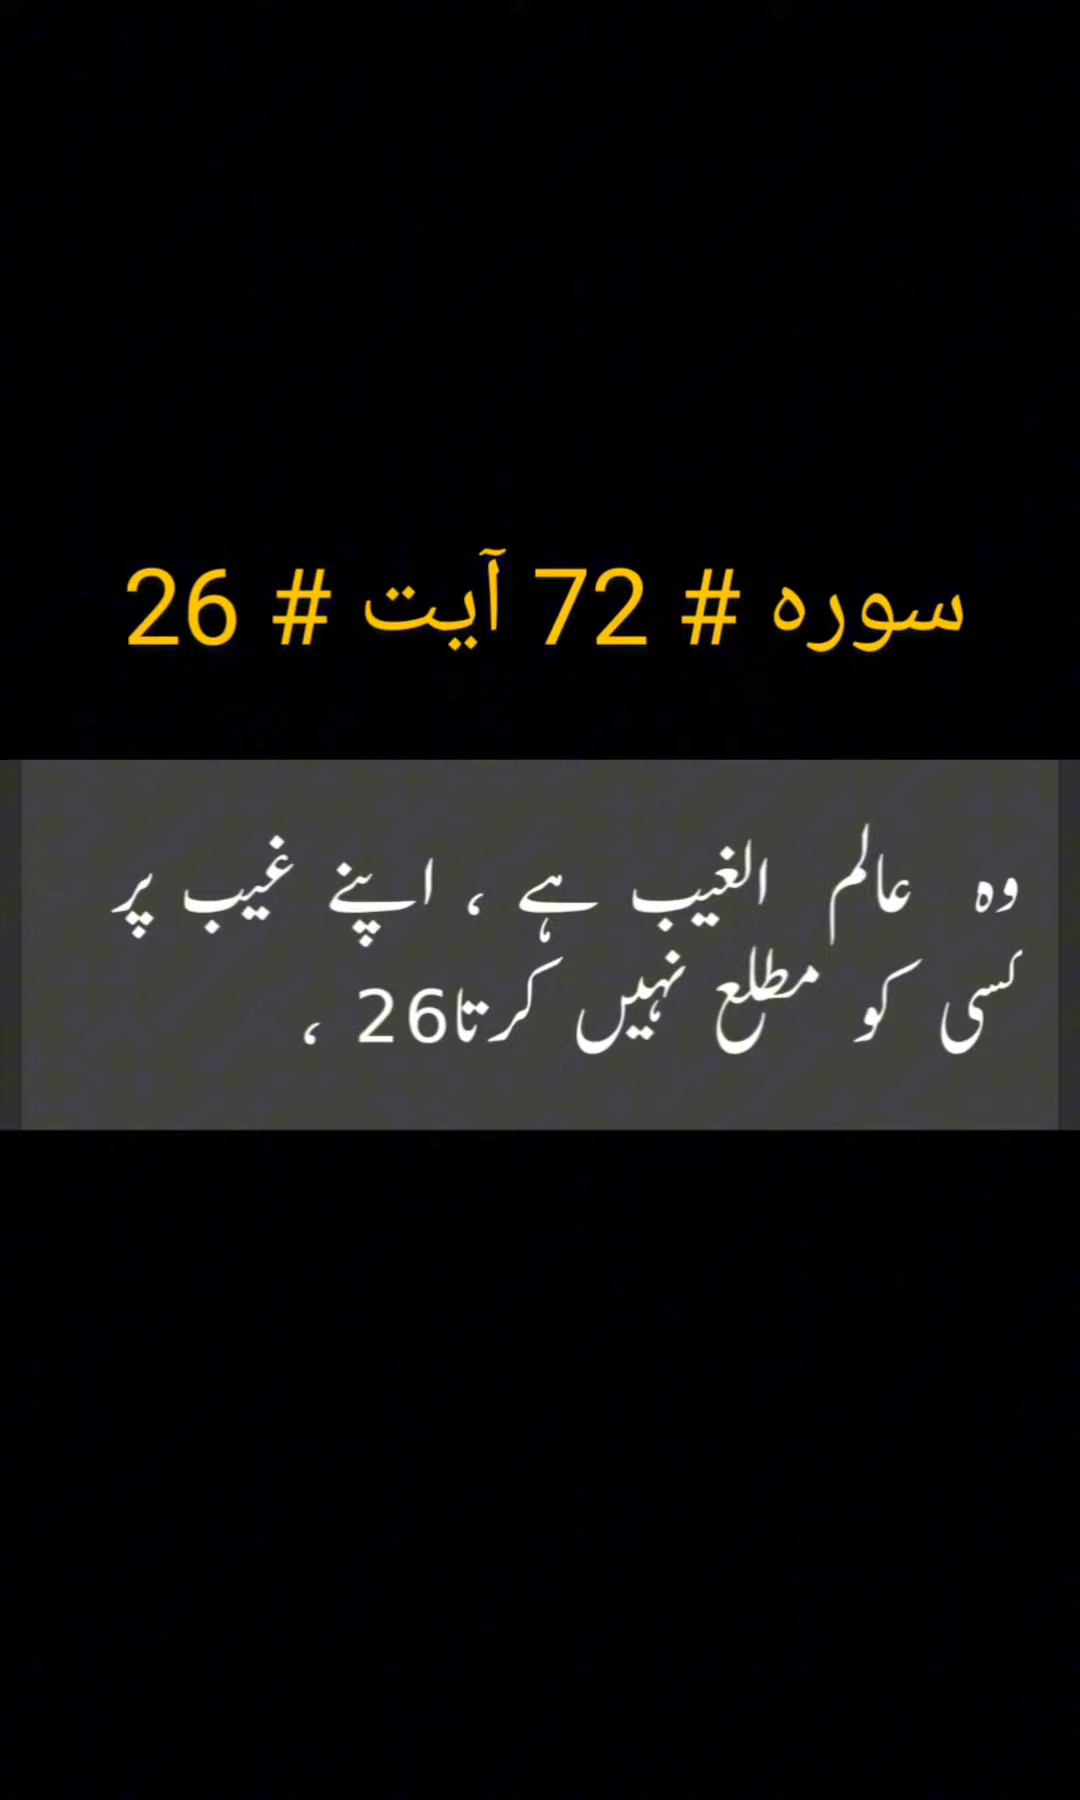 سورہ # 72 آیت # 26
وہ عالم الغیب ہے ، اپنے غیب پر
کسی کو مطلع نہیں کرتا26 ،